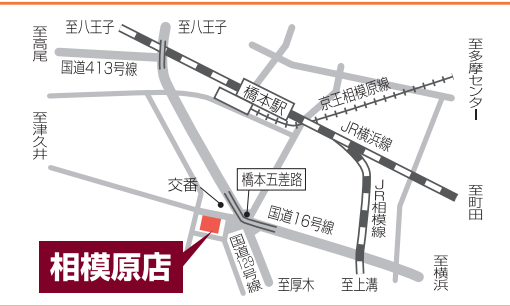 至八王子
至八王子
至高尾
国道413号線
至多摩センター
橋本駅
京王相模原線
至津久井
JR横浜線
交番
橋本五差路
JR相模線
至町田
国道16号線
国道129号線
相模原店
至横浜
至厚木
至上溝